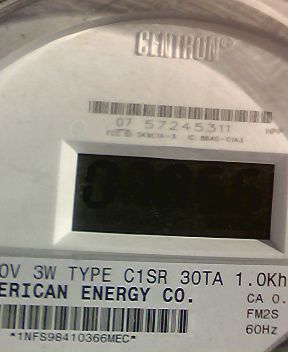 CENTRON®
07 57245311
0V 3W TYPE C1SR 30TA 1.0Kh
ERICAN ENERGY CO.
CA 0.
FM2S
60Hz
*1NFS98410366MEC*